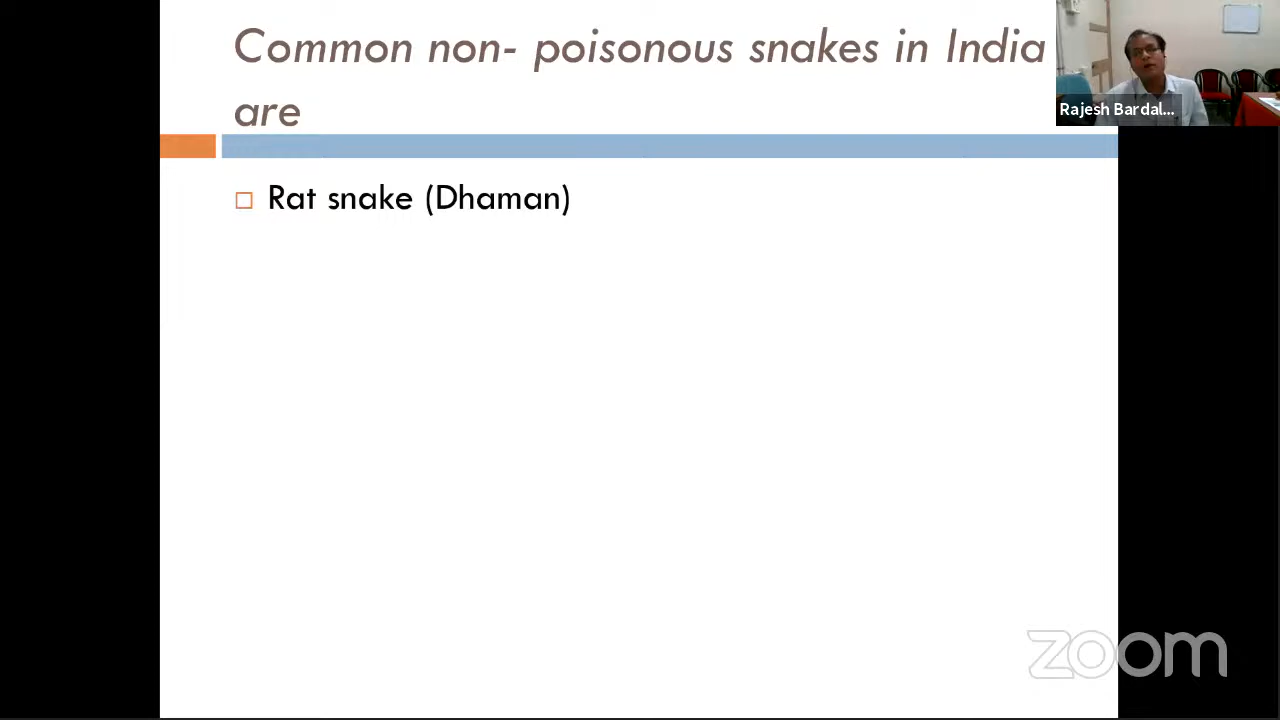 Common non- poisonous snakes in India
are
Rajesh Bardal...
Rat snake (Dhaman)
zoom